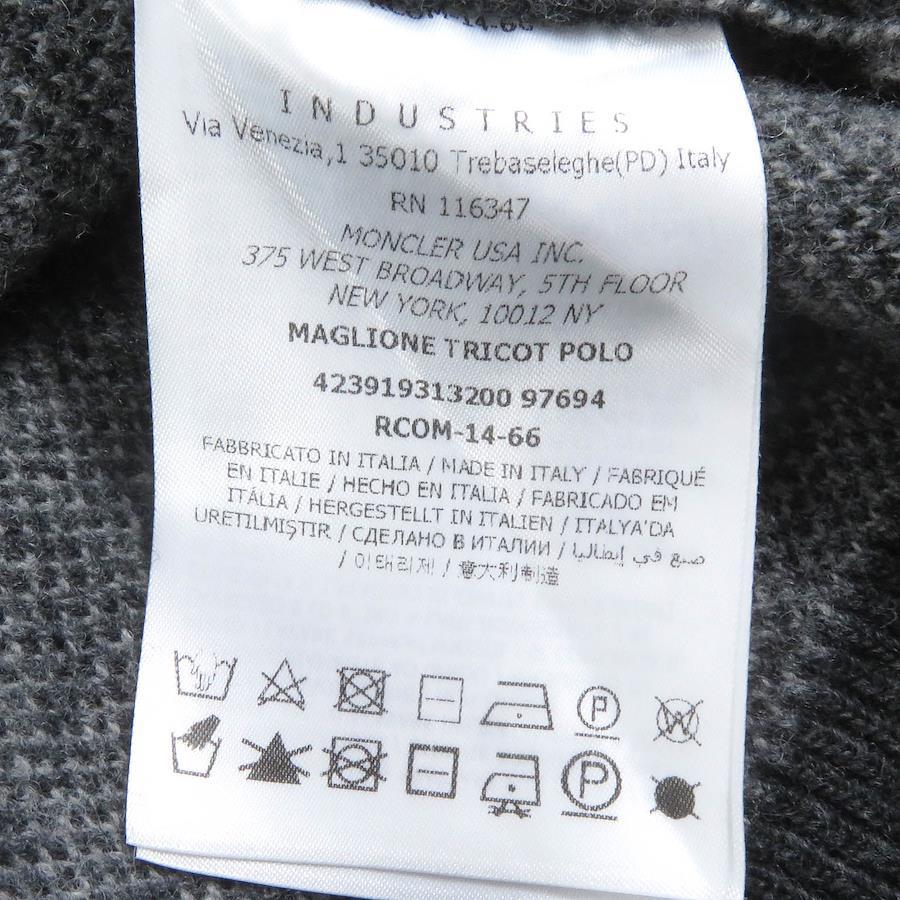 RCOM-14-66
INDUSTRIES
Via Venezia,1 35010 Trebaseleghe(PD) Italy
RN 116347
MONCLER USA INC.
375 WEST BROADWAY, 5TH FLOOR
NEW YORK, 10012 NY
MAGLIONE TRICOT POLO
423919313200 97694
RCOM-14-66
FABBRICATO IN ITALIA / MADE IN ITALY / FABRIQUÉ
EN ITALIE / HECHO EN ITALIA / FABRICADO EM
ITÁLIA / HERGESTELLT IN ITALIEN / ITALYA'DA
URETILMIŞTIR / СДЕЛАНО В ИТАЛИИ / صنع في إيطاليا
/ 이태리제 / 意大利制造
P W
P